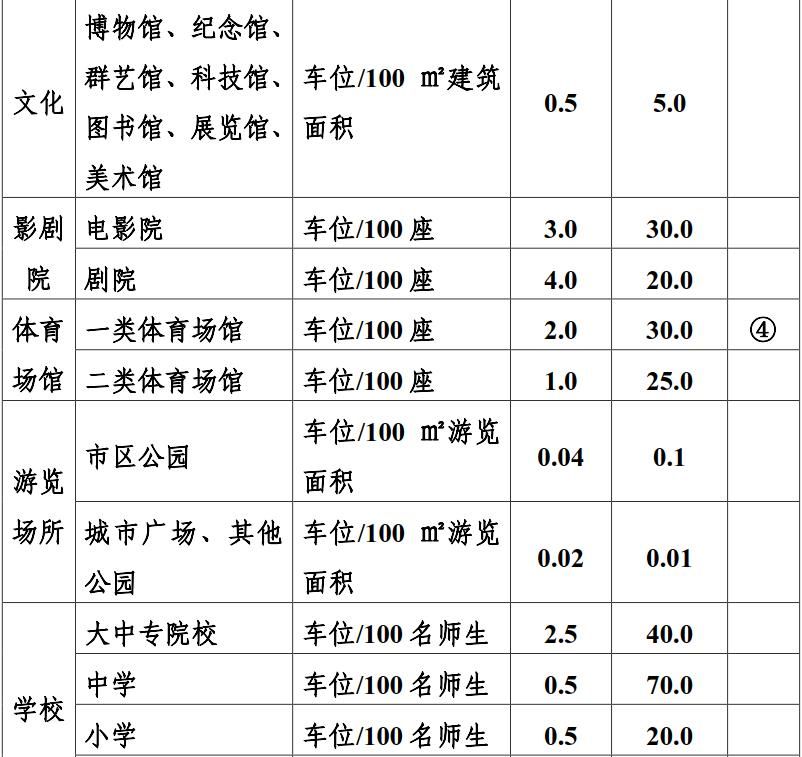 文化
博物馆、纪念馆、
群艺馆、科技馆、
图书馆、展览馆、
美术馆
车位/100 ㎡建筑
面积
0.5
5.0
影剧
院
电影院
车位/100 座
3.0
30.0
剧院
车位/100 座
4.0
20.0
体育
场馆
一类体育场馆
车位/100 座
2.0
30.0
④
二类体育场馆
车位/100 座
1.0
25.0
游览
场所
市区公园
车位/100 ㎡游览
面积
0.04
0.1
城市广场、其他
公园
车位/100 ㎡游览
面积
0.02
0.01
学校
大中专院校
车位/100 名师生
2.5
40.0
中学
车位/100 名师生
0.5
70.0
小学
车位/100 名师生
0.5
20.0